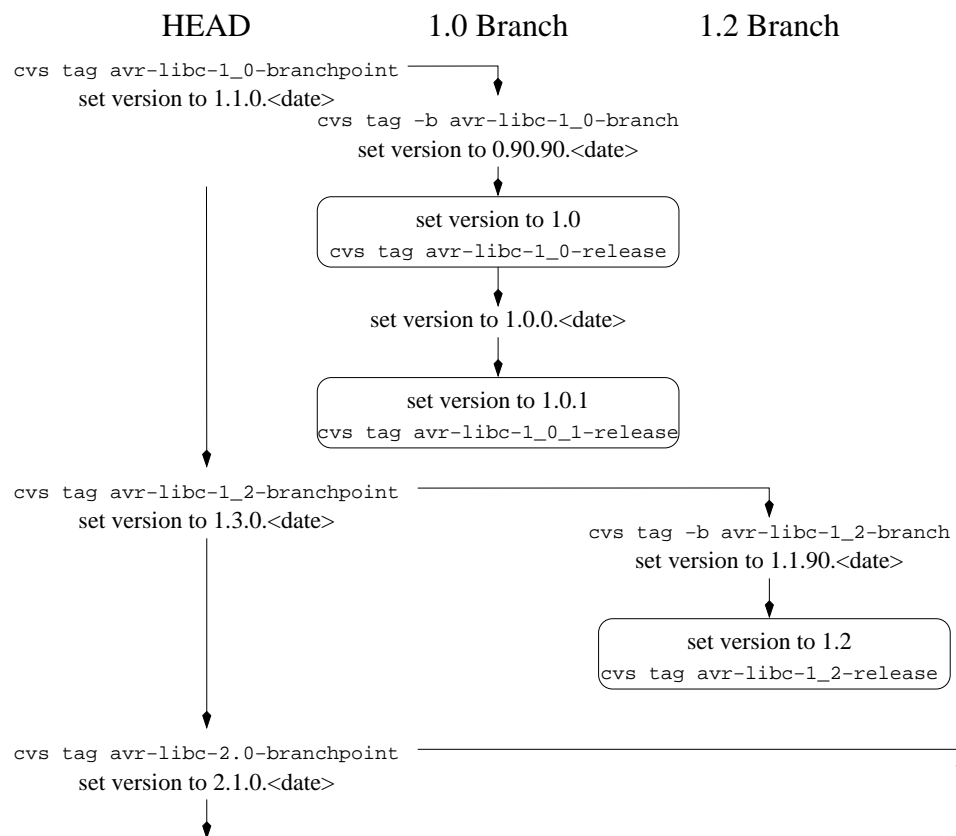 HEAD
1.0 Branch
1.2 Branch
cvs tag avr-libc-1_0-branchpoint
set version to 1.1.0.<date>
cvs tag -b avr-libc-1_0-branch
set version to 0.90.90.<date>
set version to 1.0
cvs tag avr-libc-1_0-release
set version to 1.0.0.<date>
set version to 1.0.1
cvs tag avr-libc-1_0_1-release
cvs tag avr-libc-1_2-branchpoint
set version to 1.3.0.<date>
cvs tag -b avr-libc-1_2-branch
set version to 1.1.90.<date>
set version to 1.2
cvs tag avr-libc-1_2-release
cvs tag avr-libc-2.0-branchpoint
set version to 2.1.0.<date>